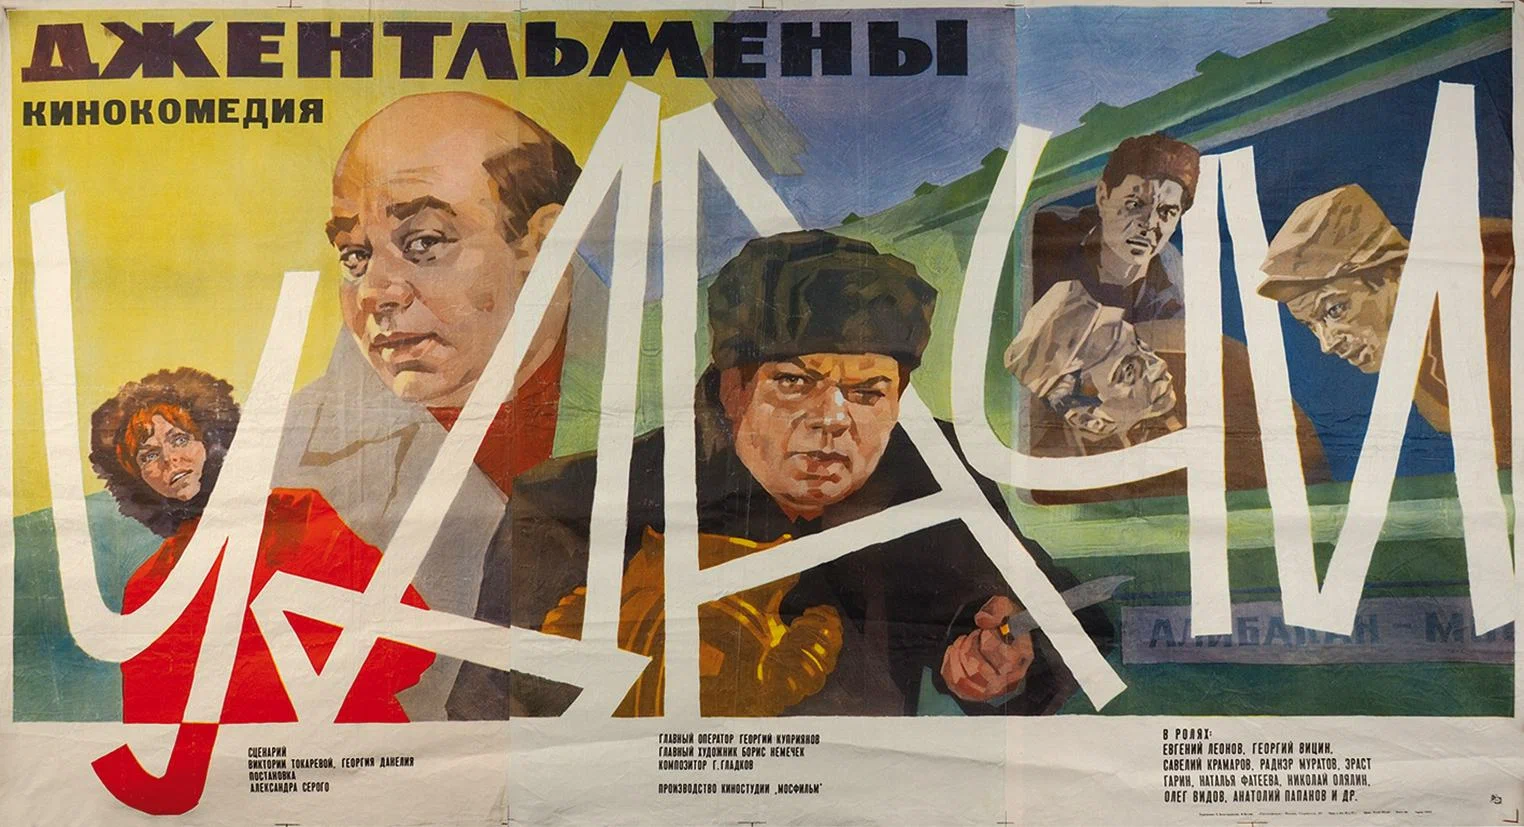 ДЖЕНТЛЬМЕНЫ
КИНОКОМЕДИЯ
УДАЧИ
АЛИБАКАН - МО
СЦЕНАРИЙ
ВИКТОРИИ ТОКАРЕВОЙ, ГЕОРГИЯ ДАНЕЛИЯ
ПОСТАНОВКА
АЛЕКСАНДРА СЕРОГО
ГЛАВНЫЙ ОПЕРАТОР ГЕОРГИЙ КУПРИЯНОВ
ГЛАВНЫЙ ХУДОЖНИК БОРИС НЕМЕЧЕК
КОМПОЗИТОР Г. ГЛАДКОВ
ПРОИЗВОДСТВО КИНОСТУДИИ „МОСФИЛЬМ"
В РОЛЯХ:
ЕВГЕНИЙ ЛЕОНОВ, ГЕОРГИЙ ВИЦИН,
САВЕЛИЙ КРАМАРОВ, РАДНЭР МУРАТОВ, ЭРАСТ
ГАРИН, НАТАЛЬЯ ФАТЕЕВА, НИКОЛАЙ ОЛЯЛИН,
ОЛЕГ ВИДОВ, АНАТОЛИЙ ПАПАНОВ И ДР.